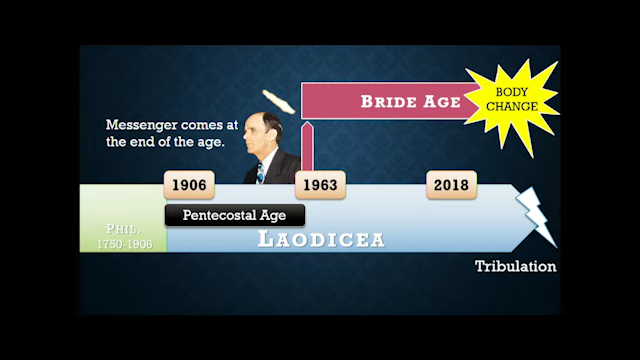 BODY
CHANGE
BRIDE AGE
Messenger comes at
the end of the age.
1906
1963
2018
Pentecostal Age
PHIL.
1750-1906
LAODICEA
Tribulation